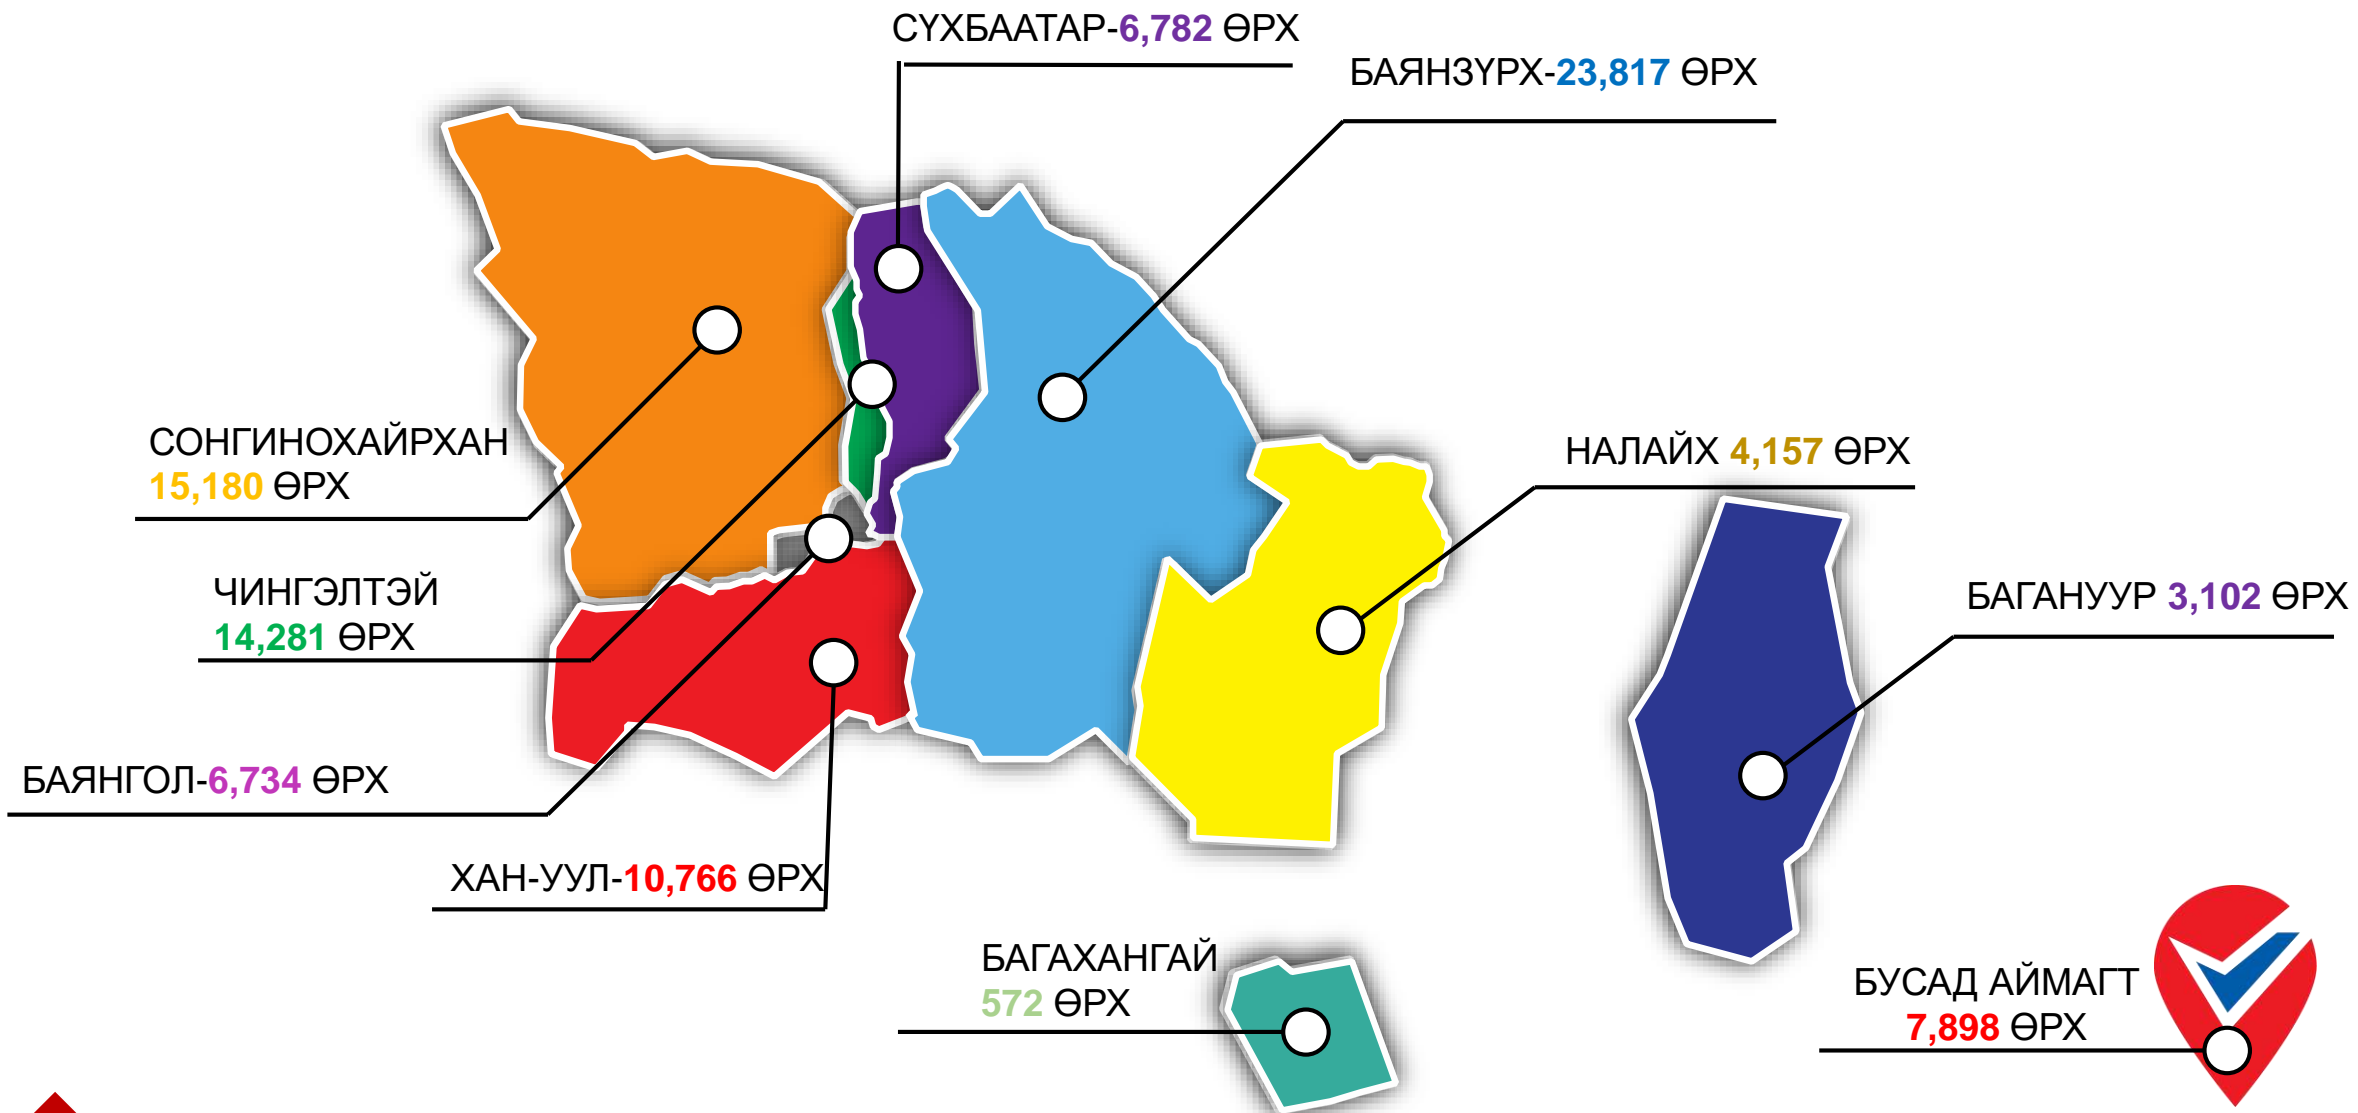 СҮХБААТАР-6,782 ӨРХ
БАЯНЗҮРХ-23,817 ӨРХ
СОНГИНОХАЙРХАН
15,180 ӨРХ
НАЛАЙХ 4,157 ӨРХ
ЧИНГЭЛТЭЙ
14,281 ӨРХ
БАГАНУУР 3,102 ӨРХ
БАЯНГОЛ-6,734 ӨРХ
ХАН-УУЛ-10,766 ӨРХ
БАГАХАНГАЙ
572 ӨРХ
БУСАД АЙМАГТ
7,898 ӨРХ